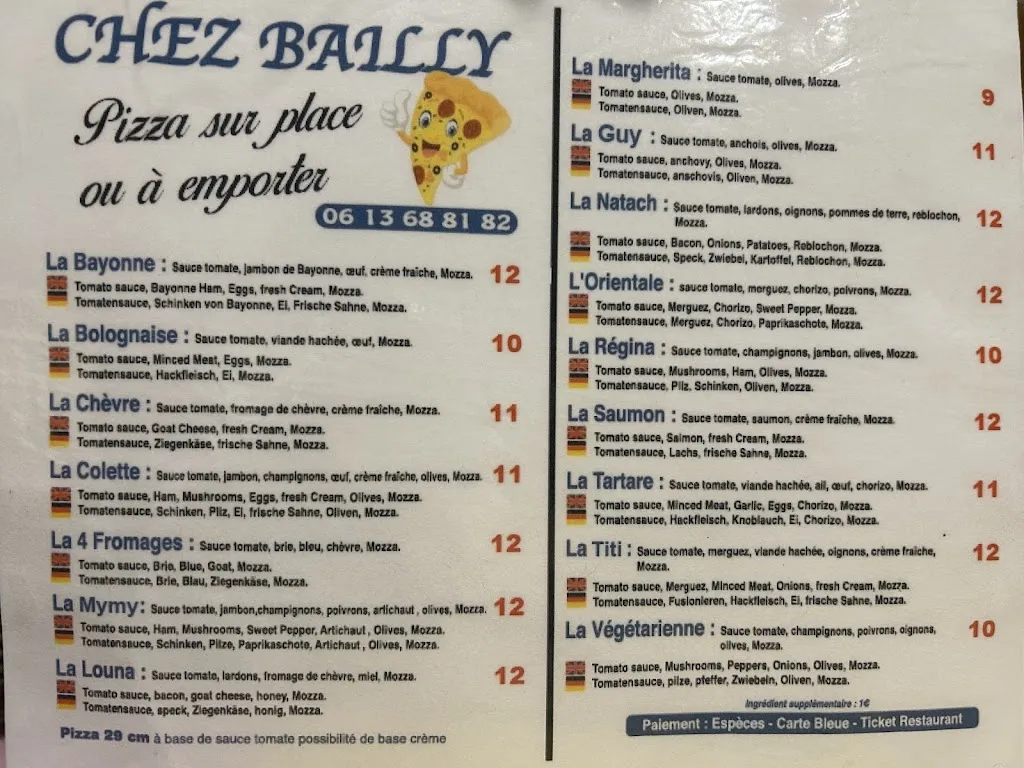 CHEZ BAILLY
Pizza sur place
ou à emporter
06 13 68 81 82
La Bayonne : Sauce tomate, jambon de Bayonne, œuf, crème fraîche, Mozza. 12
Tomato sauce, Bayonne Ham, Eggs, fresh Cream, Mozza.
Tomatensauce, Schinken von Bayonne, Ei, Frische Sahne, Mozza.
La Bolognaise : Sauce tomate, viande hachée, œuf, Mozza. 10
Tomato sauce, Minced Meat, Eggs, Mozza.
Tomatensauce, Hackfleisch, Ei, Mozza.
La Chèvre : Sauce tomate, fromage de chèvre, crème fraîche, Mozza. 11
Tomato sauce, Goat Cheese, fresh Cream, Mozza.
Tomatensauce, Ziegenkäse, frische Sahne, Mozza.
La Colette : Sauce tomate, jambon, champignons, œuf, crème fraîche, olives, Mozza. 11
Tomato sauce, Ham, Mushrooms, Eggs, fresh Cream, Olives, Mozza.
Tomatensauce, Schinken, Pilz, Ei, frische Sahne, Oliven, Mozza.
La 4 Fromages : Sauce tomate, brie, bleu, chèvre, Mozza. 12
Tomato sauce, Brie, Blue, Goat, Mozza.
Tomatensauce, Brie, Blau, Ziegenkäse, Mozza.
La Mymy: Sauce tomate, jambon,champignons, poivrons, artichaut , olives, Mozza. 12
Tomato sauce, Ham, Mushrooms, Sweet Pepper, Artichaut , Olives, Mozza.
Tomatensauce, Schinken, Pilze, Paprikaschote, Artichaut , Olives, Mozza.
La Louna : Sauce tomate, lardons, fromage de chèvre, miel, Mozza. 12
Tomato sauce, bacon, goat cheese, honey, Mozza.
Tomatensauce, speck, Ziegenkäse, honig, Mozza.
Pizza 29 cm à base de sauce tomate possibilité de base crème
La Margherita : Sauce tomate, olives, Mozza. 9
Tomato sauce, Olives, Mozza.
Tomatensauce, Oliven, Mozza.
La Guy : Sauce tomate, anchois, olives, Mozza. 11
Tomato sauce, anchovy, Olives, Mozza.
Tomatensauce, anschovis, Oliven, Mozza.
La Natach : Sauce tomate, lardons, oignons, pommes de terre, reblochon, 12
Mozza.
Tomato sauce, Bacon, Onions, Patatoes, Reblochon, Mozza.
Tomatensauce, Speck, Zwiebel, Kartoffel, Reblochon, Mozza.
L'Orientale : sauce tomate, merguez, chorizo, poivrons, Mozza. 12
Tomato sauce, Merguez, Chorizo, Sweet Pepper, Mozza.
Tomatensauce, Merguez, Chorizo, Paprikaschote, Mozza.
La Régina : Sauce tomate, champignons, jambon, olives, Mozza. 10
Tomato sauce, Mushrooms, Ham, Olives, Mozza.
Tomatensauce, Pilz, Schinken, Oliven, Mozza.
La Saumon : Sauce tomate, saumon, crème fraîche, Mozza. 12
Tomato sauce, Salmon, fresh Cream, Mozza.
Tomatensauce, Lachs, frische Sahne, Mozza.
La Tartare : Sauce tomate, viande hachée, ail, œuf, chorizo, Mozza. 11
Tomato sauce, Minced Meat, Garlic, Eggs, Chorizo, Mozza.
Tomatensauce, Hackfleisch, Knoblauch, Ei, Chorizo, Mozza.
La Titi : Sauce tomate, merguez, viande hachée, oignons, crème fraîche, 12
Mozza.
Tomato sauce, Merguez, Minced Meat, Onions, fresh Cream, Mozza.
Tomatensauce, Fusionieren, Hackfleisch, Ei, frische Sahne, Mozza.
La Végétarienne : Sauce tomate, champignons, poivrons, oignons, 10
olives, Mozza.
Tomato sauce, Mushrooms, Peppers, Onions, Olives, Mozza.
Tomatensauce, pilze, pfeffer, Zwiebeln, Oliven, Mozza.
Ingrédient supplémentaire : 1€
Paiement : Espèces - Carte Bleue - Ticket Restaurant